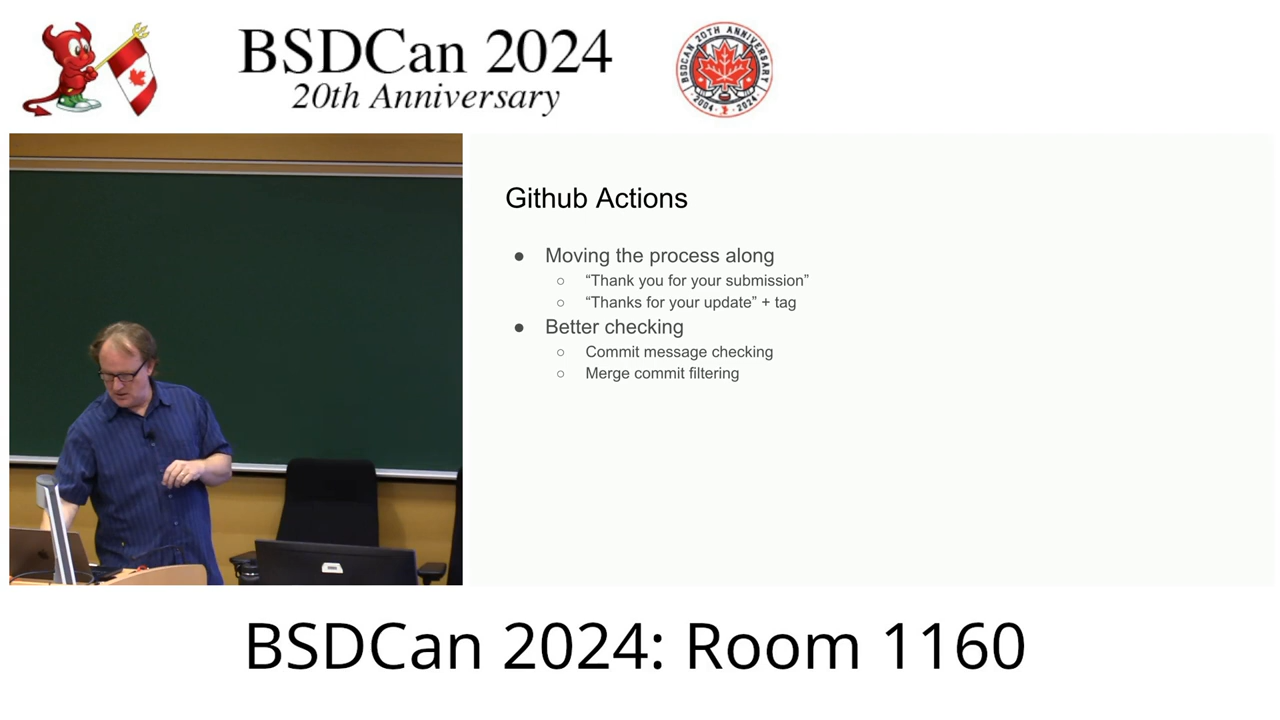 BSDCan 2024
20th Anniversary
BSDCAN 20TH ANNIVERSARY
2004 2024
Github Actions
● Moving the process along
○ “Thank you for your submission”
○ “Thanks for your update” + tag
● Better checking
○ Commit message checking
○ Merge commit filtering
BSDCan 2024: Room 1160